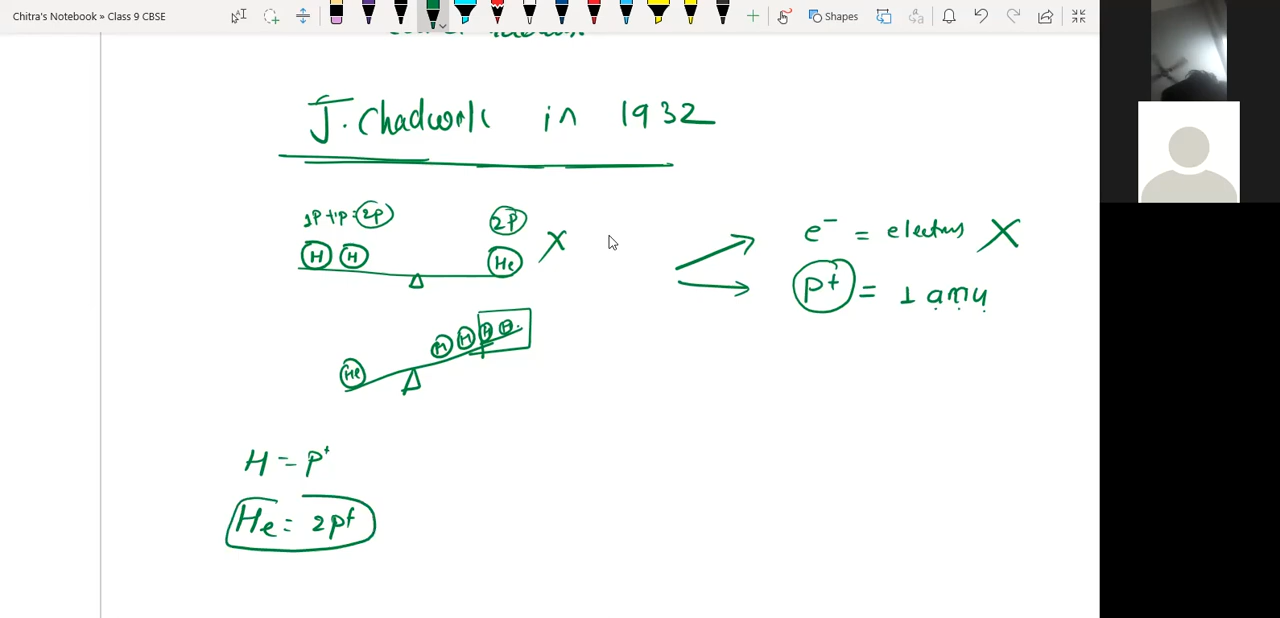 Chitra's Notebook » Class 9 CBSE
Shapes
J. Chadwick in 1932
1P + 1P = 2P
2P
H H
He
X
e⁻ = electrons X
P⁺ = 1 amu
He
H H H H
H = P⁺
He = 2P⁺